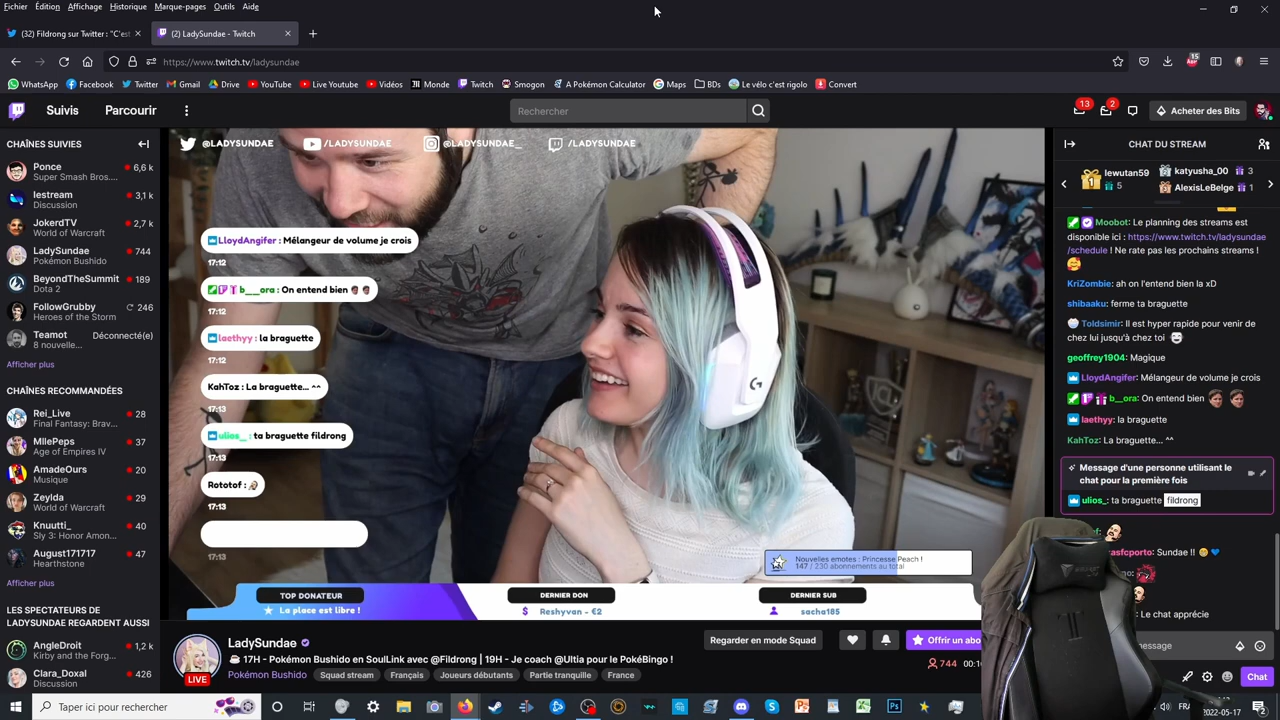 Fichier Édition Affichage Historique Marque-pages Outils Aide
(32) Fildrong sur Twitter : "C'est
(2) LadySundae - Twitch
https://www.twitch.tv/ladysundae
15
WhatsApp Facebook Twitter Gmail Drive YouTube Live Youtube Vidéos Monde Twitch Smogon A Pokémon Calculator Maps BDs Le vélo c'est rigolo Convert
Suivis Parcourir
Rechercher
13 2 Acheter des Bits
CHAÎNES SUIVIES
Ponce 6,6 k
Super Smash Bros....
lestream 3,1 k
Discussion
JokerdTV 2,7 k
World of Warcraft
LadySundae 744
Pokémon Bushido
BeyondTheSummit 189
Dota 2
FollowGrubby 246
Heroes of the Storm
Teamot Déconnecté(e)
8 nouvelle...
Afficher plus
CHAÎNES RECOMMANDÉES
Rei_Live 28
Final Fantasy: Brav...
MilePeps 37
Age of Empires IV
AmadeOurs 20
Musique
Zeylda 29
World of Warcraft
Knuutti_ 40
Sly 3: Honor Amon...
August171717 47
Hearthstone
Afficher plus
LES SPECTATEURS DE
LADYSUNDAE REGARDENT AUSSI
AngleDroit 1,2 k
Kirby and the Forg...
Clara_Doxal 426
Discussion
@LADYSUNDAE /LADYSUNDAE @LADYSUNDAE_ /LADYSUNDAE
LloydAngifer : Mélangeur de volume je crois
17:12
b__ora : On entend bien
17:12
laethyy : la braguette
17:12
KahToz : La braguette... ^^
17:13
ulios_ : ta braguette fildrong
17:13
Rototof :
17:13
17:13
Nouvelles emotes : Princesse Peach !
147 / 230 abonnements au total
TOP DONATEUR
La place est libre !
DERNIER DON
$ Reshyvan - €2
DERNIER SUB
sacha185
LIVE
LadySundae
17H - Pokémon Bushido en SoulLink avec @Fildrong | 19H - Je coach @Ultia pour le PokéBingo !
Pokémon Bushido Squad stream Français Joueurs débutants Partie tranquille France
Regarder en mode Squad
Offrir un abo
744
CHAT DU STREAM
1 lewutan59 5
katyusha_00 3
AlexisLeBelge 1
Moobot: Le planning des streams est
disponible ici : https://www.twitch.tv/ladysundae
/schedule ! Ne rate pas les prochains stream !
KriZombie: ah on l'entend bien la xD
shibaaku: ferme ta braguette
Toldsimir: Il est hyper rapide pour venir de
chez lui jusqu'à chez toi
geoffrey1904: Magique
LloydAngifer: Mélangeur de volume je crois
b__ora: On entend bien
laethyy: la braguette
KahToz: La braguette... ^^
Message d'une personne utilisant le
chat pour la première fois
ulios_: ta braguette fildrong
Sundae !!
Le chat apprécie
message
Chat
Taper ici pour rechercher
FR
2022-05-17